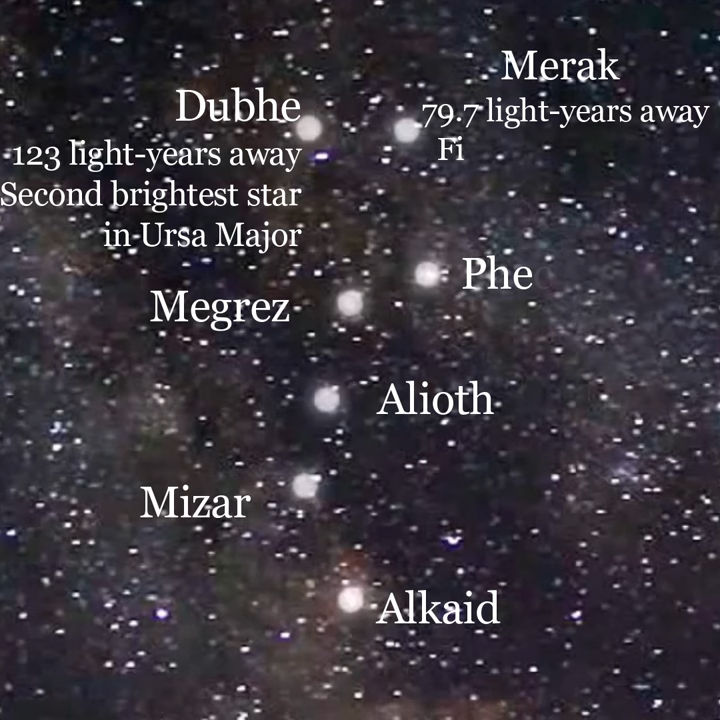 Merak
79.7 light-years away
Fi
Dubhe
123 light-years away
Second brightest star
in Ursa Major
Phe
Megrez
Alioth
Mizar
Alkaid